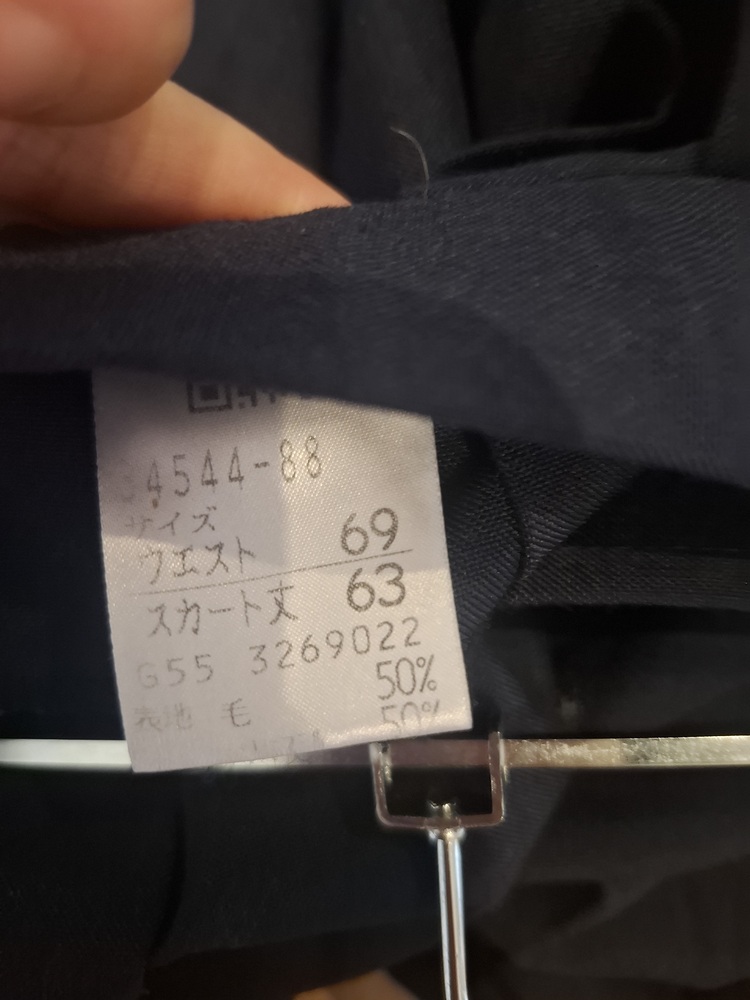 4544-88
サイズ
ウエスト 69
スカート丈 63
G55 3269022
表地 毛 50%
50%